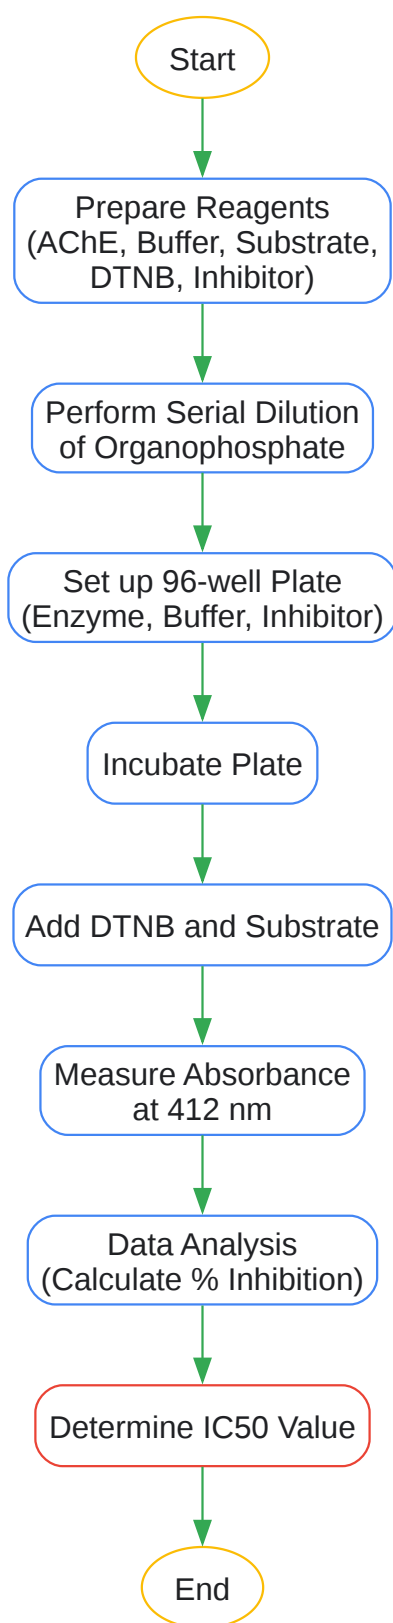 Start
Prepare Reagents
(AChE, Buffer, Substrate,
DTNB, Inhibitor)
Perform Serial Dilution
of Organophosphate
Set up 96-well Plate
(Enzyme, Buffer, Inhibitor)
Incubate Plate
Add DTNB and Substrate
Measure Absorbance
at 412 nm
Data Analysis
(Calculate % Inhibition)
Determine IC50 Value
End